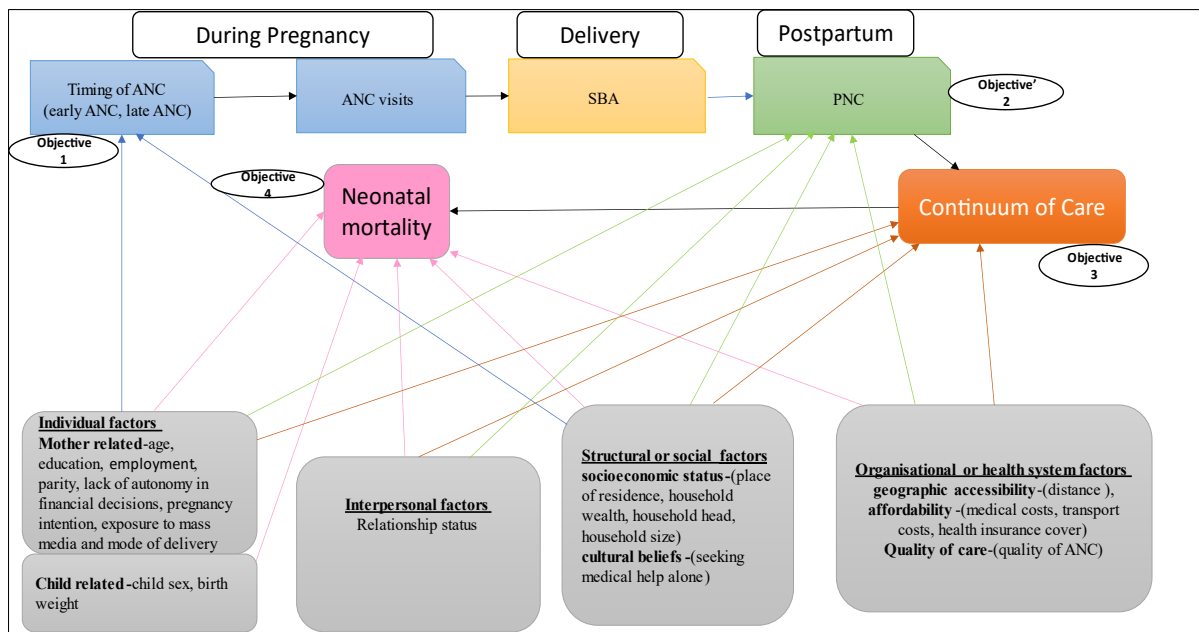 During Pregnancy
Delivery
Postpartum
Timing of ANC
(early ANC, late ANC)
ANC visits
SBA
PNC
Objective'
2
Objective
1
Objective
4
Neonatal
mortality
Continuum of Care
Objective
3
Individual factors
Mother related-age,
education, employment,
parity, lack of autonomy in
financial decisions, pregnancy
intention, exposure to mass
media and mode of delivery
Child related-child sex, birth
weight
Interpersonal factors
Relationship status
Structural or social factors
socioeconomic status-(place
of residence, household
wealth, household head,
household size)
cultural beliefs-(seeking
medical help alone)
Organisational or health system factors
geographic accessibility-(distance ),
affordability-(medical costs, transport
costs, health insurance cover)
Quality of care-(quality of ANC)